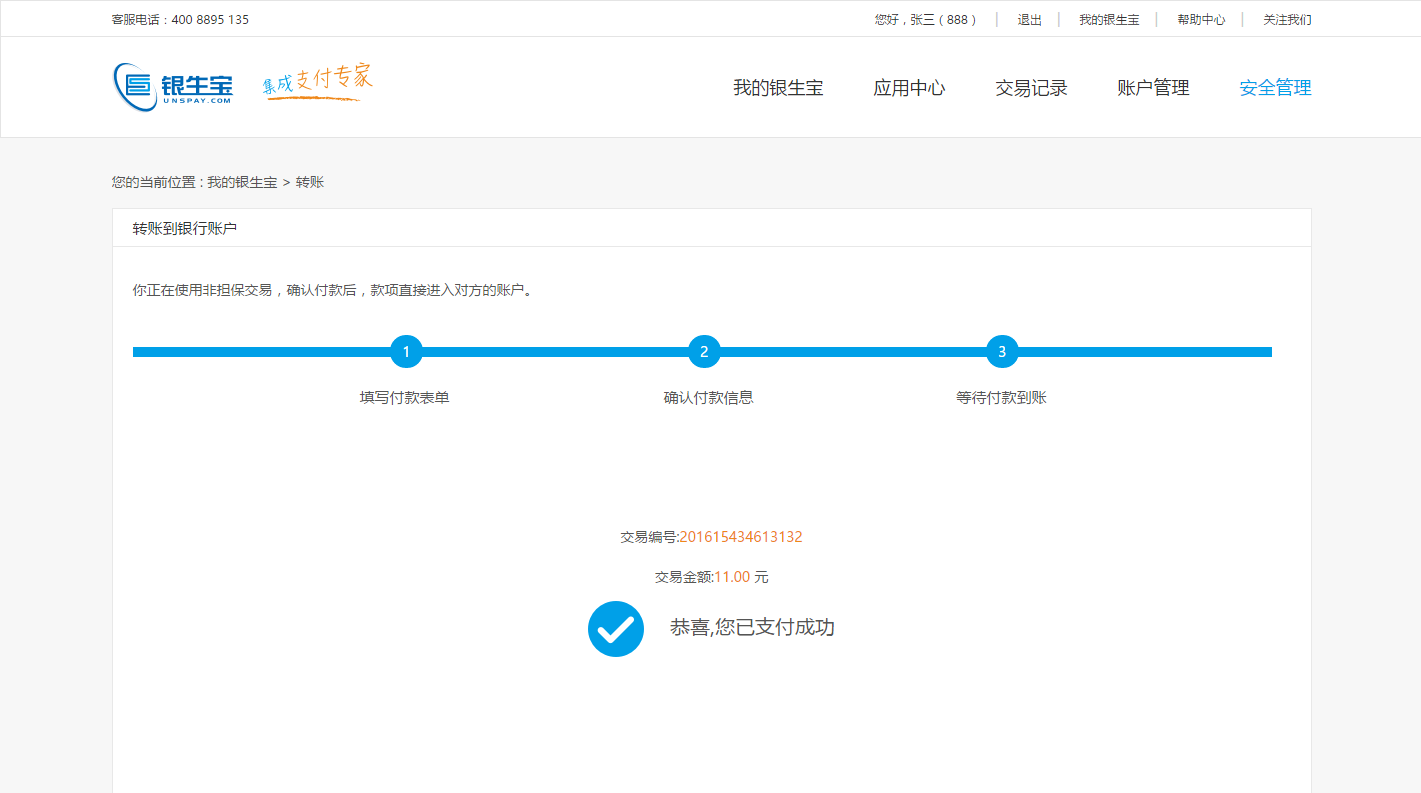 客服电话：400 8895 135
您好，张三（888） | 退出 | 我的银生宝 | 帮助中心 | 关注我们
银生宝
UNSPAY.COM
集成支付专家
我的银生宝 应用中心 交易记录 账户管理 安全管理
您的当前位置 : 我的银生宝 > 转账
转账到银行账户
你正在使用非担保交易，确认付款后，款项直接进入对方的账户。
1 2 3
填写付款表单 确认付款信息 等待付款到账
交易编号:201615434613132
交易金额:11.00 元
恭喜,您已支付成功